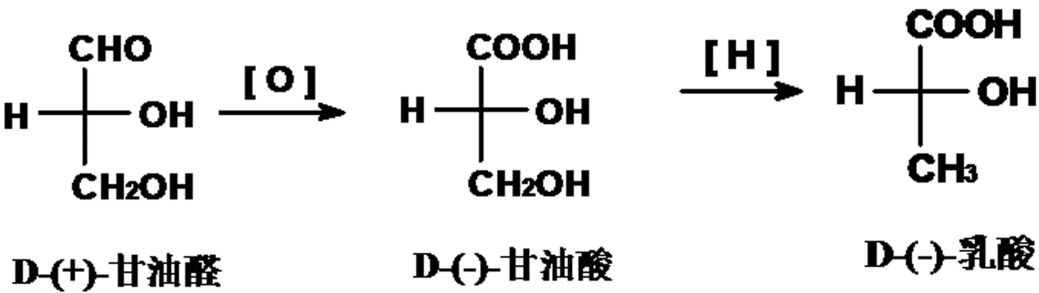 CHO
H
OH
CH2OH
D-(+)-甘油醛
[ O ]
COOH
H
OH
CH2OH
D-(-)-甘油酸
[ H ]
COOH
H
OH
CH3
D-(-)-乳酸